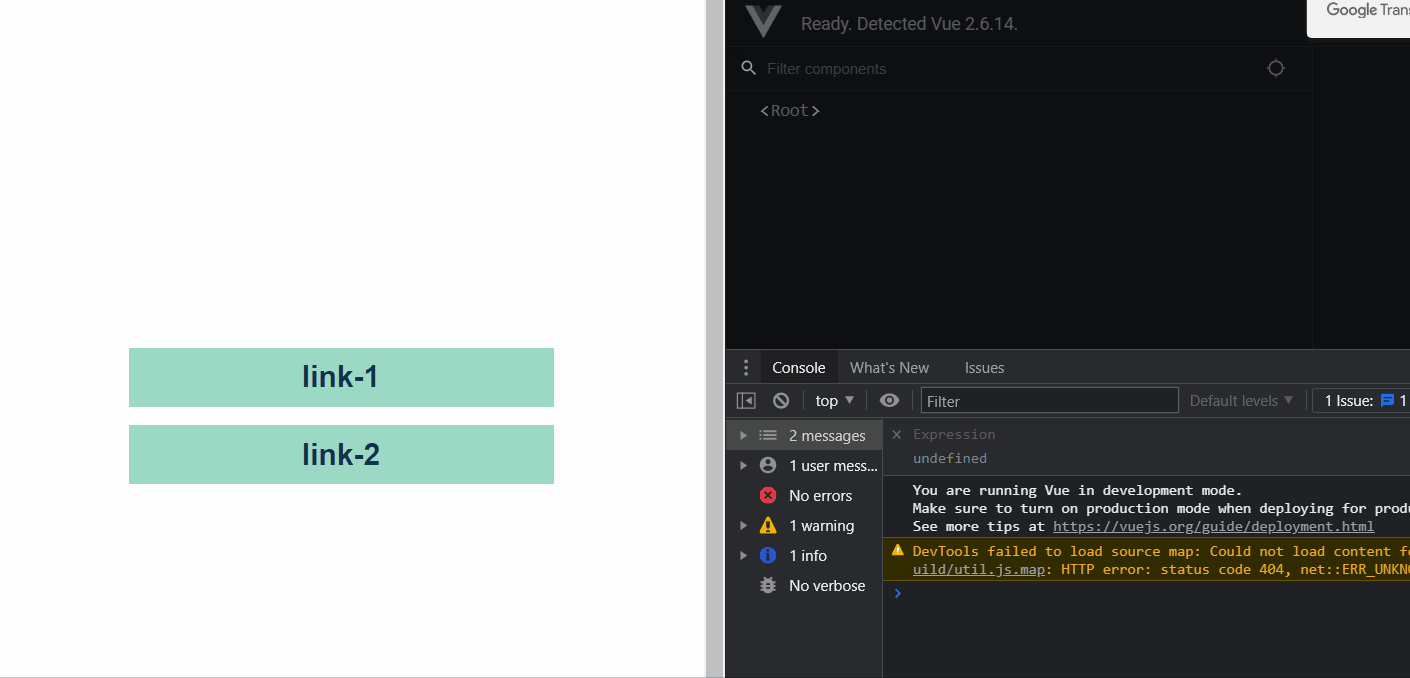 link-1
link-2
Ready. Detected Vue 2.6.14.
Google Trans
Filter components
<Root>
Console What's New Issues
top Filter Default levels 1 Issue: 1
2 messages
1 user mess...
No errors
1 warning
1 info
No verbose
Expression
undefined
You are running Vue in development mode.
Make sure to turn on production mode when deploying for produ
See more tips at https://vuejs.org/guide/deployment.html
DevTools failed to load source map: Could not load content fo
uild/util.js.map: HTTP error: status code 404, net::ERR_UNKNO